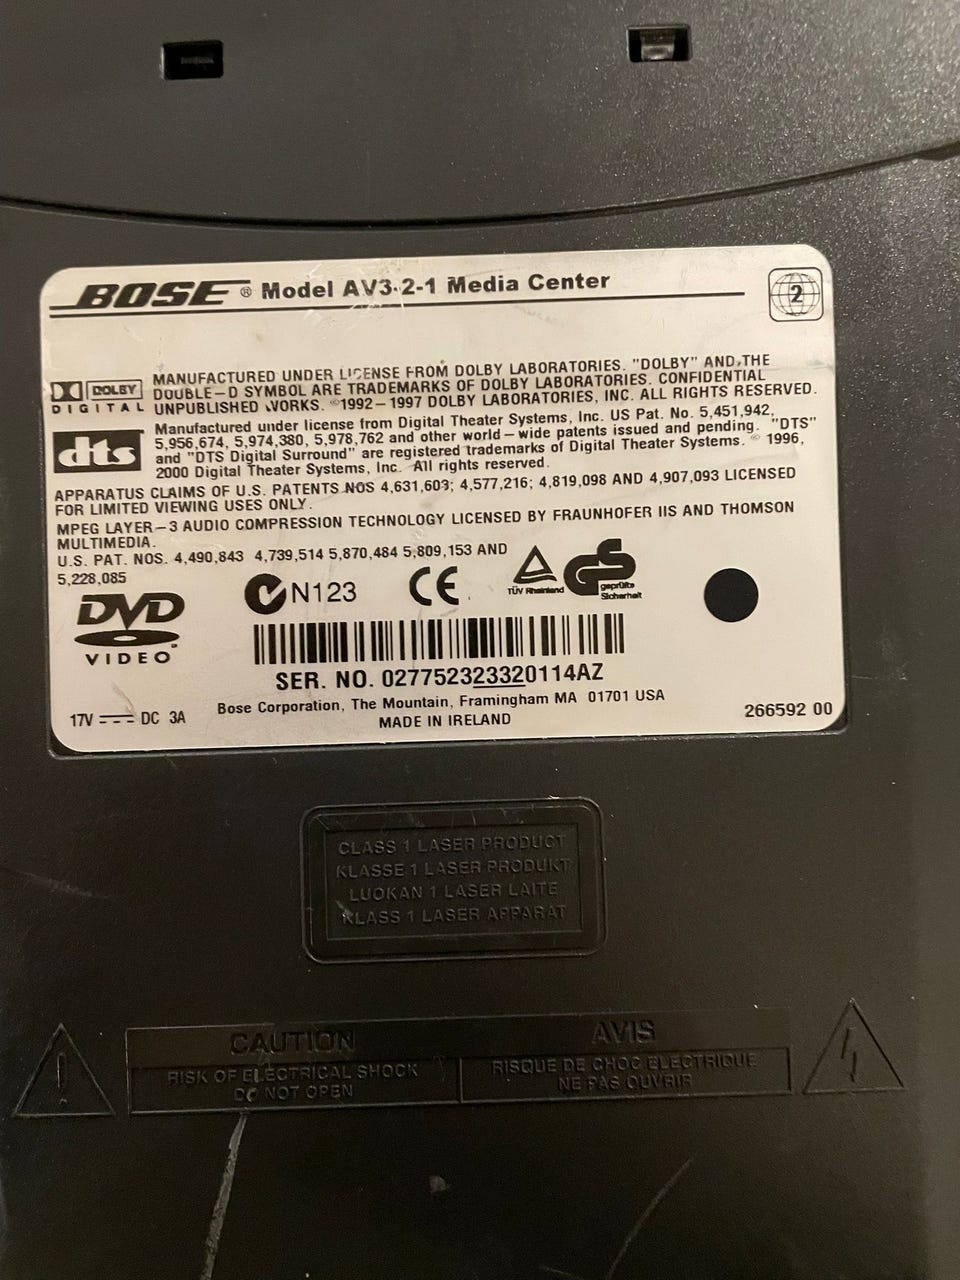 BOSE ® Model AV3-2-1 Media Center
2
DOLBY
DIGITAL
MANUFACTURED UNDER LICENSE FROM DOLBY LABORATORIES. "DOLBY" AND THE
DOUBLE-D SYMBOL ARE TRADEMARKS OF DOLBY LABORATORIES. CONFIDENTIAL
UNPUBLISHED WORKS. ©1992-1997 DOLBY LABORATORIES, INC. ALL RIGHTS RESERVED.
dts
Manufactured under license from Digital Theater Systems, Inc. US Pat. No. 5,451,942,
5,956,674, 5,974,380, 5,978,762 and other world-wide patents issued and pending. "DTS"
and "DTS Digital Surround" are registered trademarks of Digital Theater Systems. © 1996,
2000 Digital Theater Systems, Inc. All rights reserved.
APPARATUS CLAIMS OF U.S. PATENTS NOS 4,631,603; 4,577,216; 4,819,098 AND 4,907,093 LICENSED
FOR LIMITED VIEWING USES ONLY.
MPEG LAYER-3 AUDIO COMPRESSION TECHNOLOGY LICENSED BY FRAUNHOFER IIS AND THOMSON
MULTIMEDIA.
U.S. PAT. NOS. 4,490,843 4,739,514 5,870,484 5,809,153 AND
5,228,085
DVD
VIDEO
N123
CE
TÜV Rheinland
GS
geprüfte
Sicherheit
SER. NO. 027752323320114AZ
17V DC 3A
Bose Corporation, The Mountain, Framingham MA 01701 USA
MADE IN IRELAND
266592 00
CLASS 1 LASER PRODUCT
KLASSE 1 LASER PRODUKT
LUOKAN 1 LASER LAITE
KLASS 1 LASER APPARAT
!
CAUTION
RISK OF ELECTRICAL SHOCK
DO NOT OPEN
AVIS
RISQUE DE CHOC ELECTRIQUE
NE PAS OUVRIR